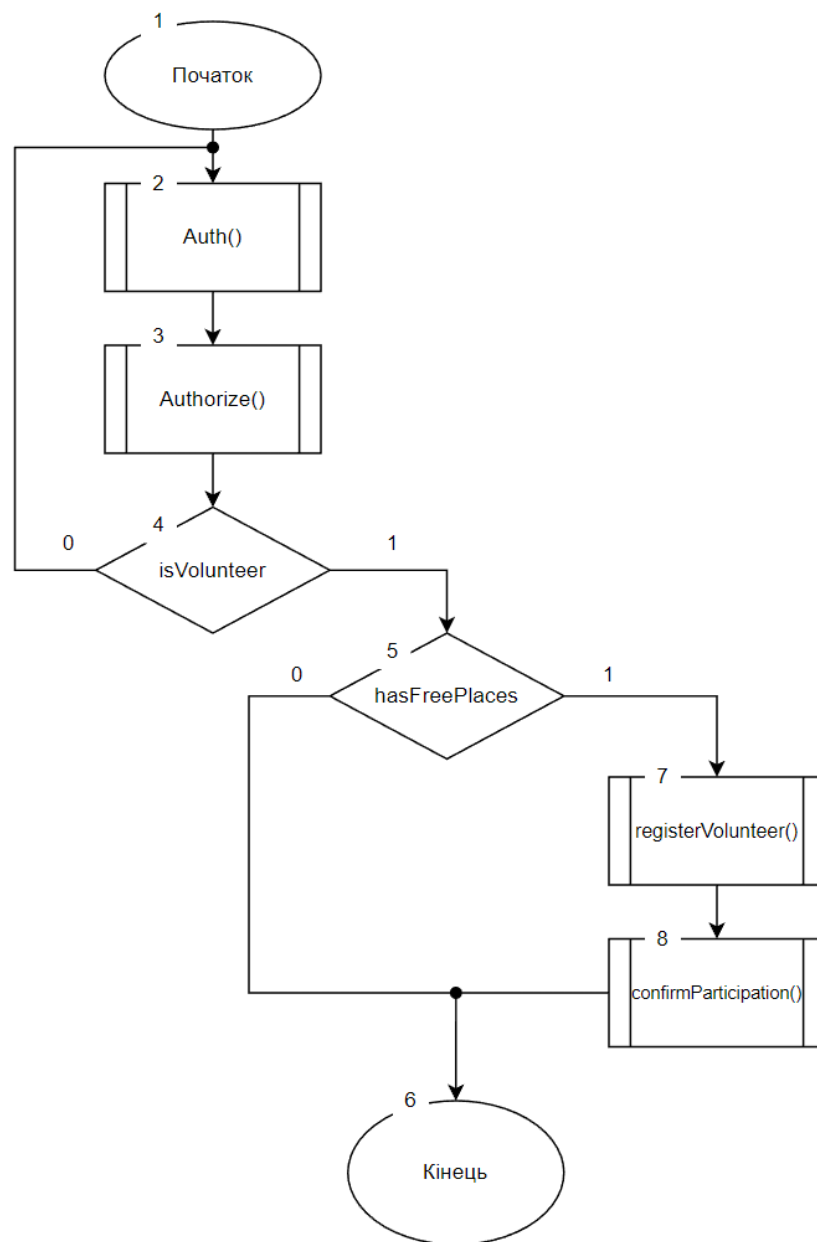 1
Початок
2
Auth()
3
Authorize()
4
0
1
isVolunteer
5
0
1
hasFreePlaces
7
registerVolunteer()
8
confirmParticipation()
6
Кінець